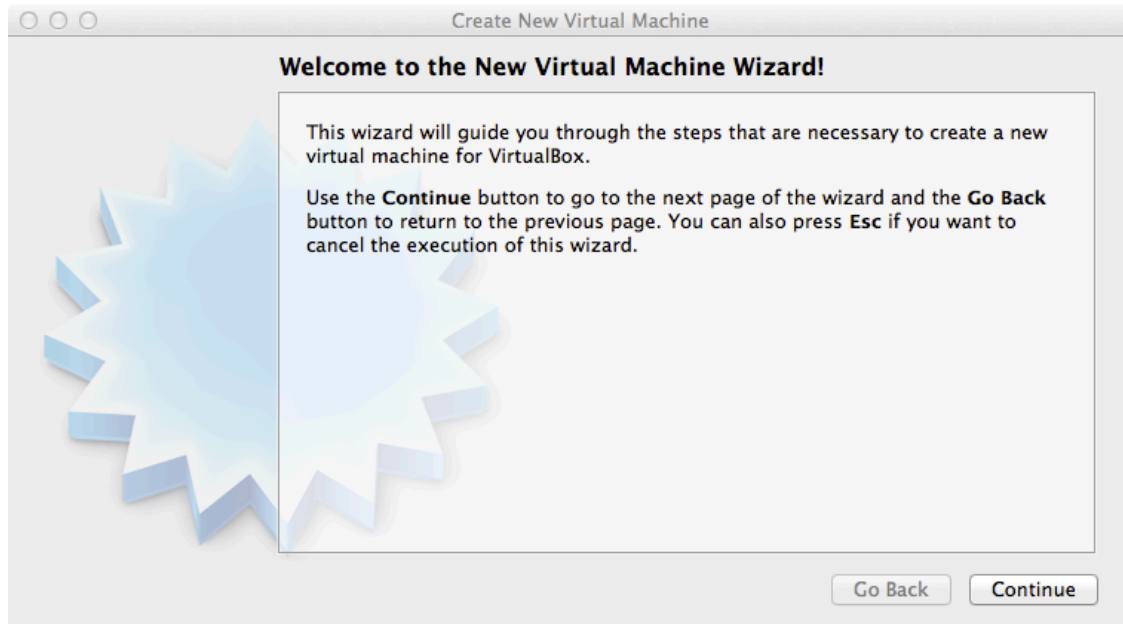 Create New Virtual Machine
Welcome to the New Virtual Machine Wizard!
This wizard will guide you through the steps that are necessary to create a new
virtual machine for VirtualBox.
Use the Continue button to go to the next page of the wizard and the Go Back
button to return to the previous page. You can also press Esc if you want to
cancel the execution of this wizard.
Go Back
Continue